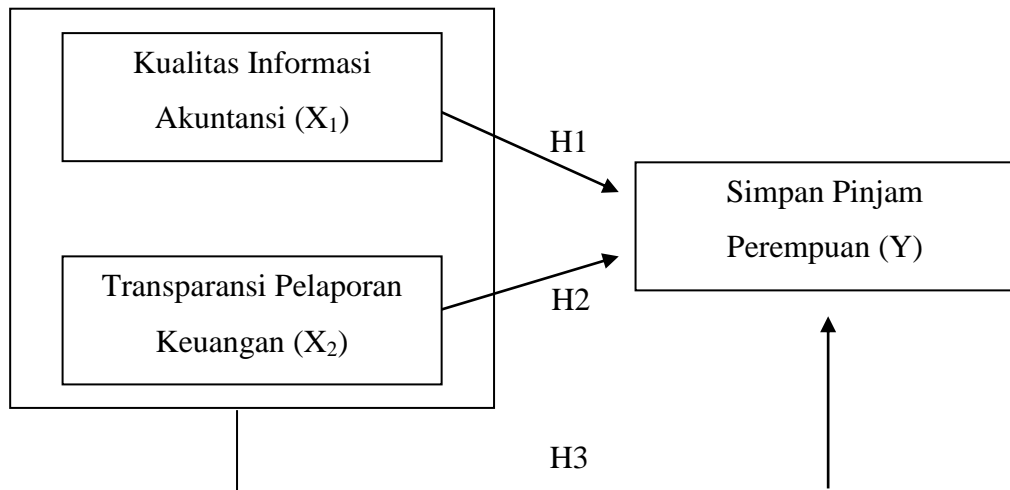 Kualitas Informasi
Akuntansi (X₁)
H1
Simpan Pinjam
Perempuan (Y)
Transparansi Pelaporan
Keuangan (X₂)
H2
H3